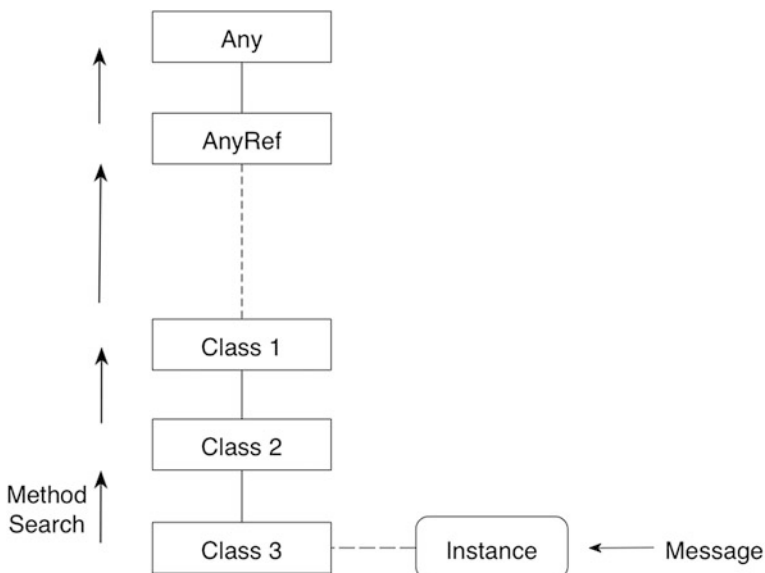 Any
AnyRef
Class 1
Class 2
Method
Search
Class 3
Instance
Message